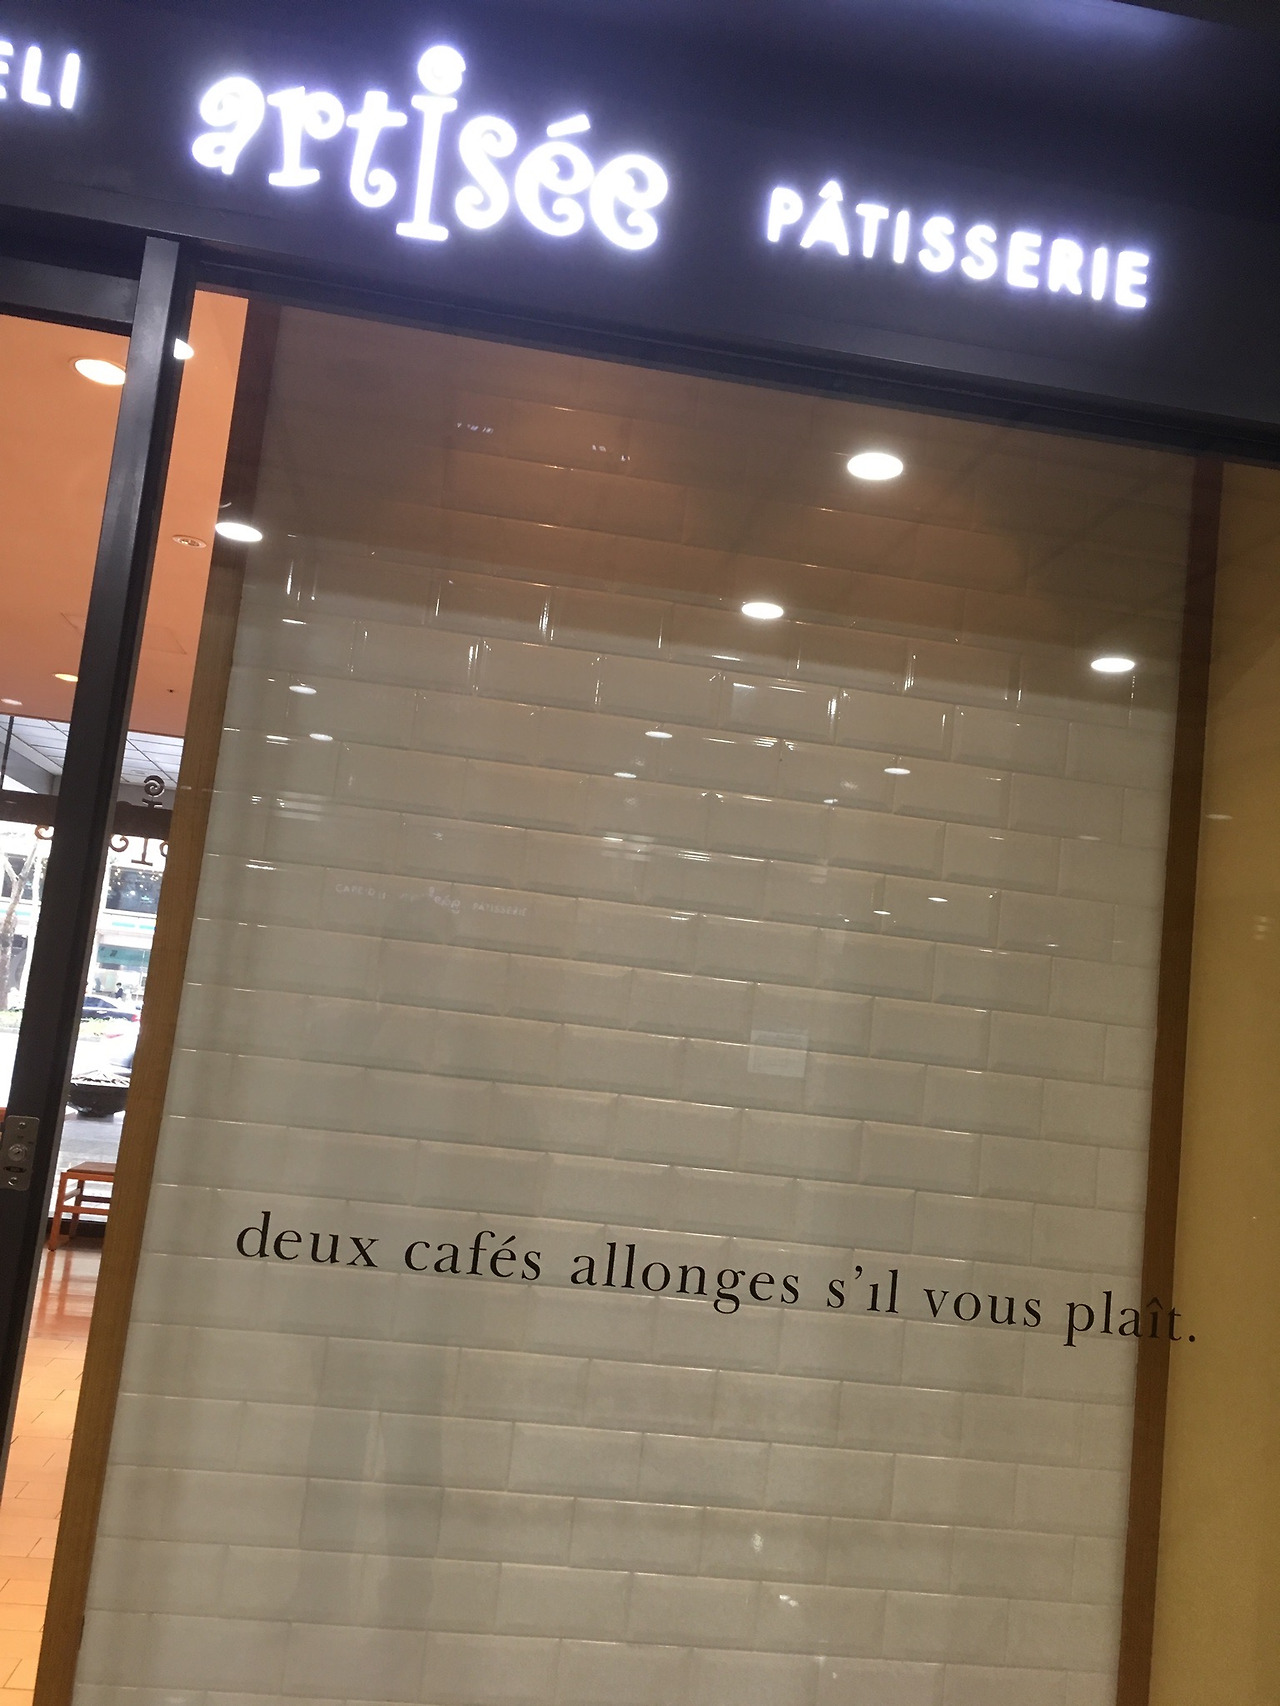 ELI artisée PÂTISSERIE
deux cafés allonges s'il vous plaît.